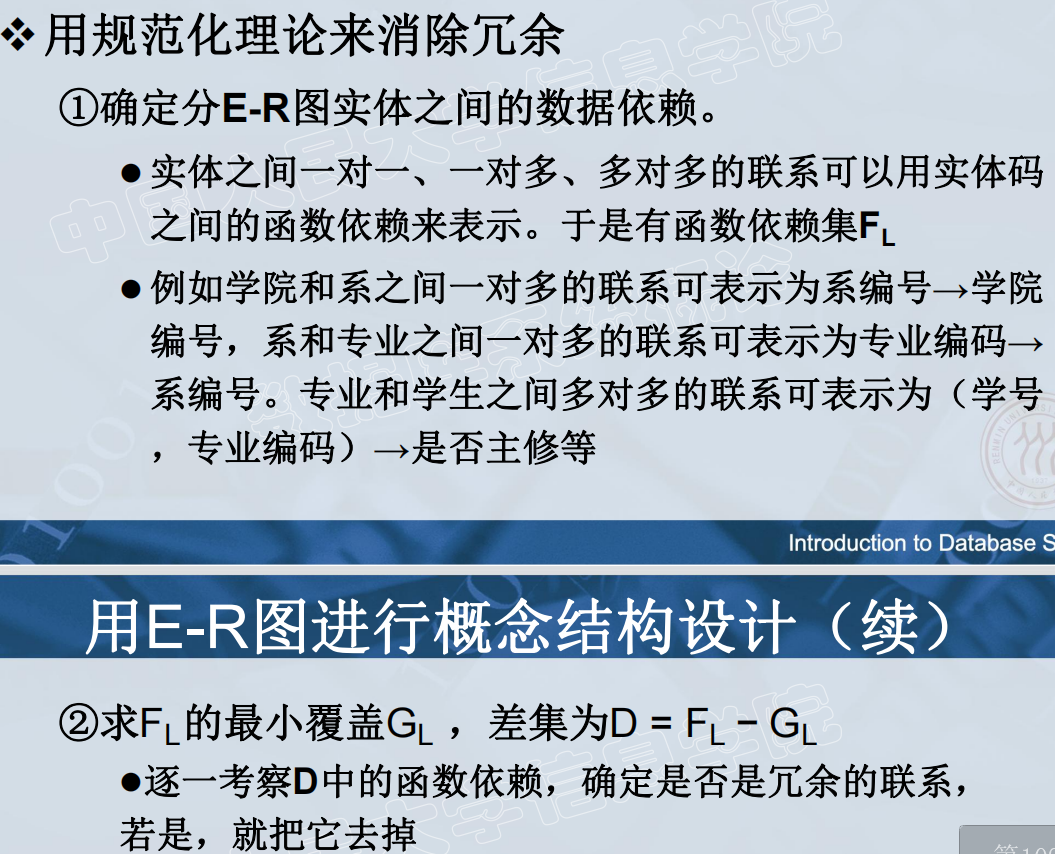 ❖用规范化理论来消除冗余
①确定分E-R图实体之间的数据依赖。
●实体之间一对一、一对多、多对多的联系可以用实体码
之间的函数依赖来表示。于是有函数依赖集FL
●例如学院和系之间一对多的联系可表示为系编号→学院
编号，系和专业之间一对多的联系可表示为专业编码→
系编号。专业和学生之间多对多的联系可表示为（学号
，专业编码）→是否主修等
Introduction to Database S
用E-R图进行概念结构设计（续）
②求FL的最小覆盖GL，差集为D = FL－GL
●逐一考察D中的函数依赖，确定是否是冗余的联系，
若是，就把它去掉